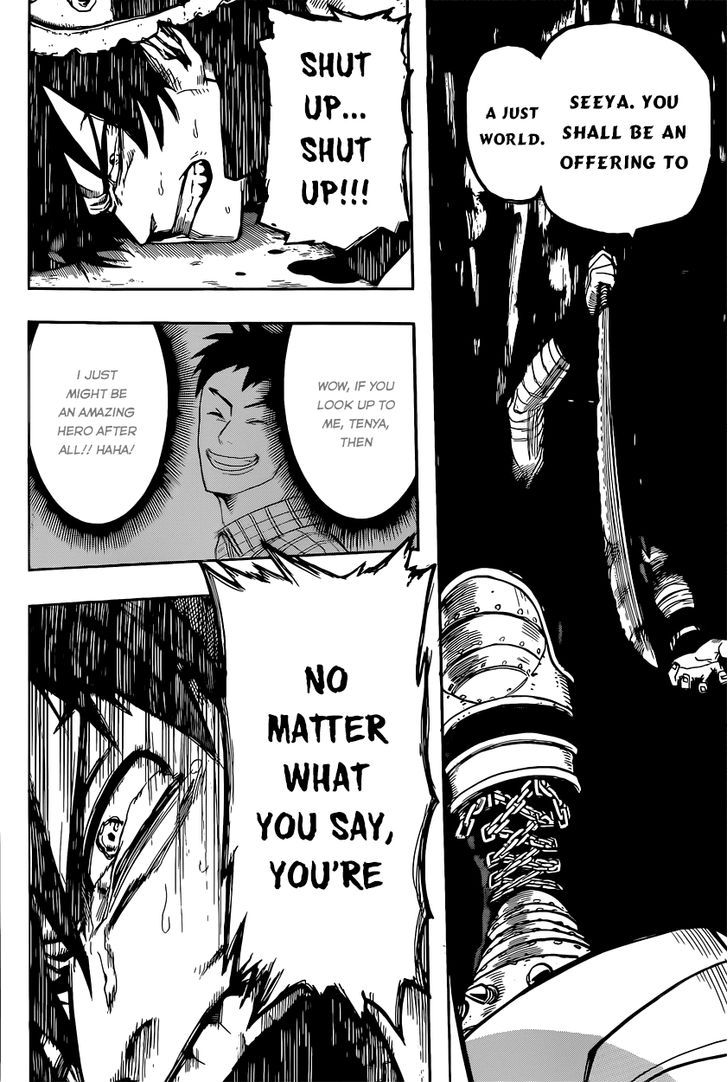 SEEYA. YOU
SHALL BE AN
OFFERING TO
A JUST
WORLD.
SHUT
UP...
SHUT
UP!!!
WOW, IF YOU
LOOK UP TO
ME, TENYA,
THEN
I JUST
MIGHT BE
AN AMAZING
HERO AFTER
ALL!! HAHA!
NO
MATTER
WHAT
YOU SAY,
YOU'RE